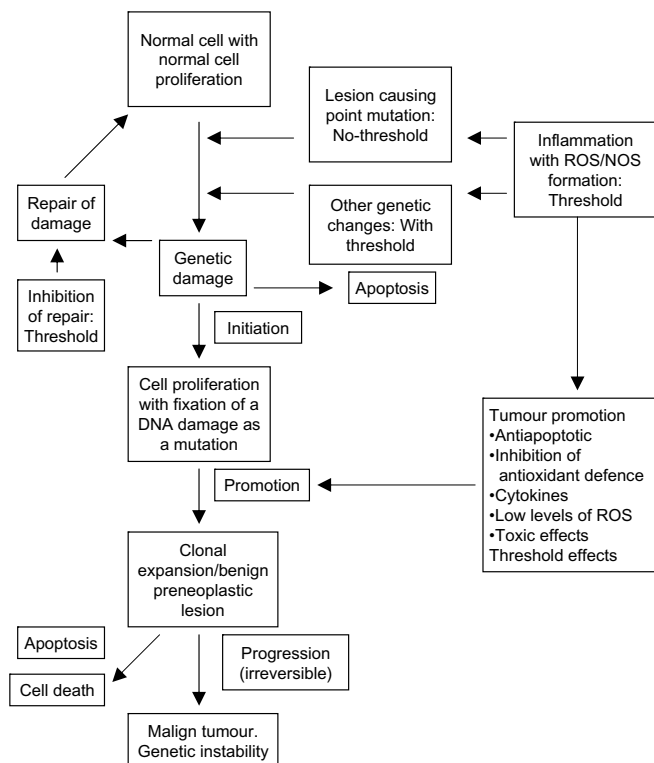 Normal cell with
normal cell
proliferation
Lesion causing
point mutation:
No-threshold
Inflammation
with ROS/NOS
formation:
Threshold
Repair of
damage
Other genetic
changes: With
threshold
Genetic
damage
Inhibition
of repair:
Threshold
Apoptosis
Initiation
Cell proliferation
with fixation of a
DNA damage as
a mutation
Tumour promotion
•Antiapoptotic
•Inhibition of
antioxidant defence
•Cytokines
•Low levels of ROS
•Toxic effects
Threshold effects
Promotion
Clonal
expansion/benign
preneoplastic
lesion
Apoptosis
Cell death
Progression
(irreversible)
Malign tumour.
Genetic instability